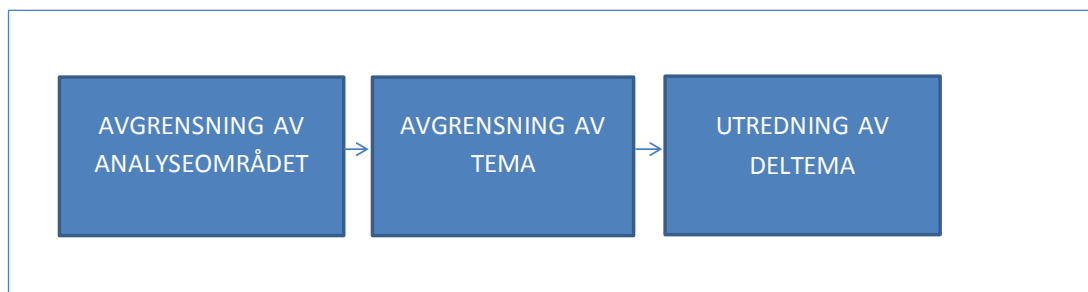 AVGRENSNING AV
ANALYSEOMRÅDET
AVGRENSNING AV
TEMA
UTREDNING AV
DELTEMA